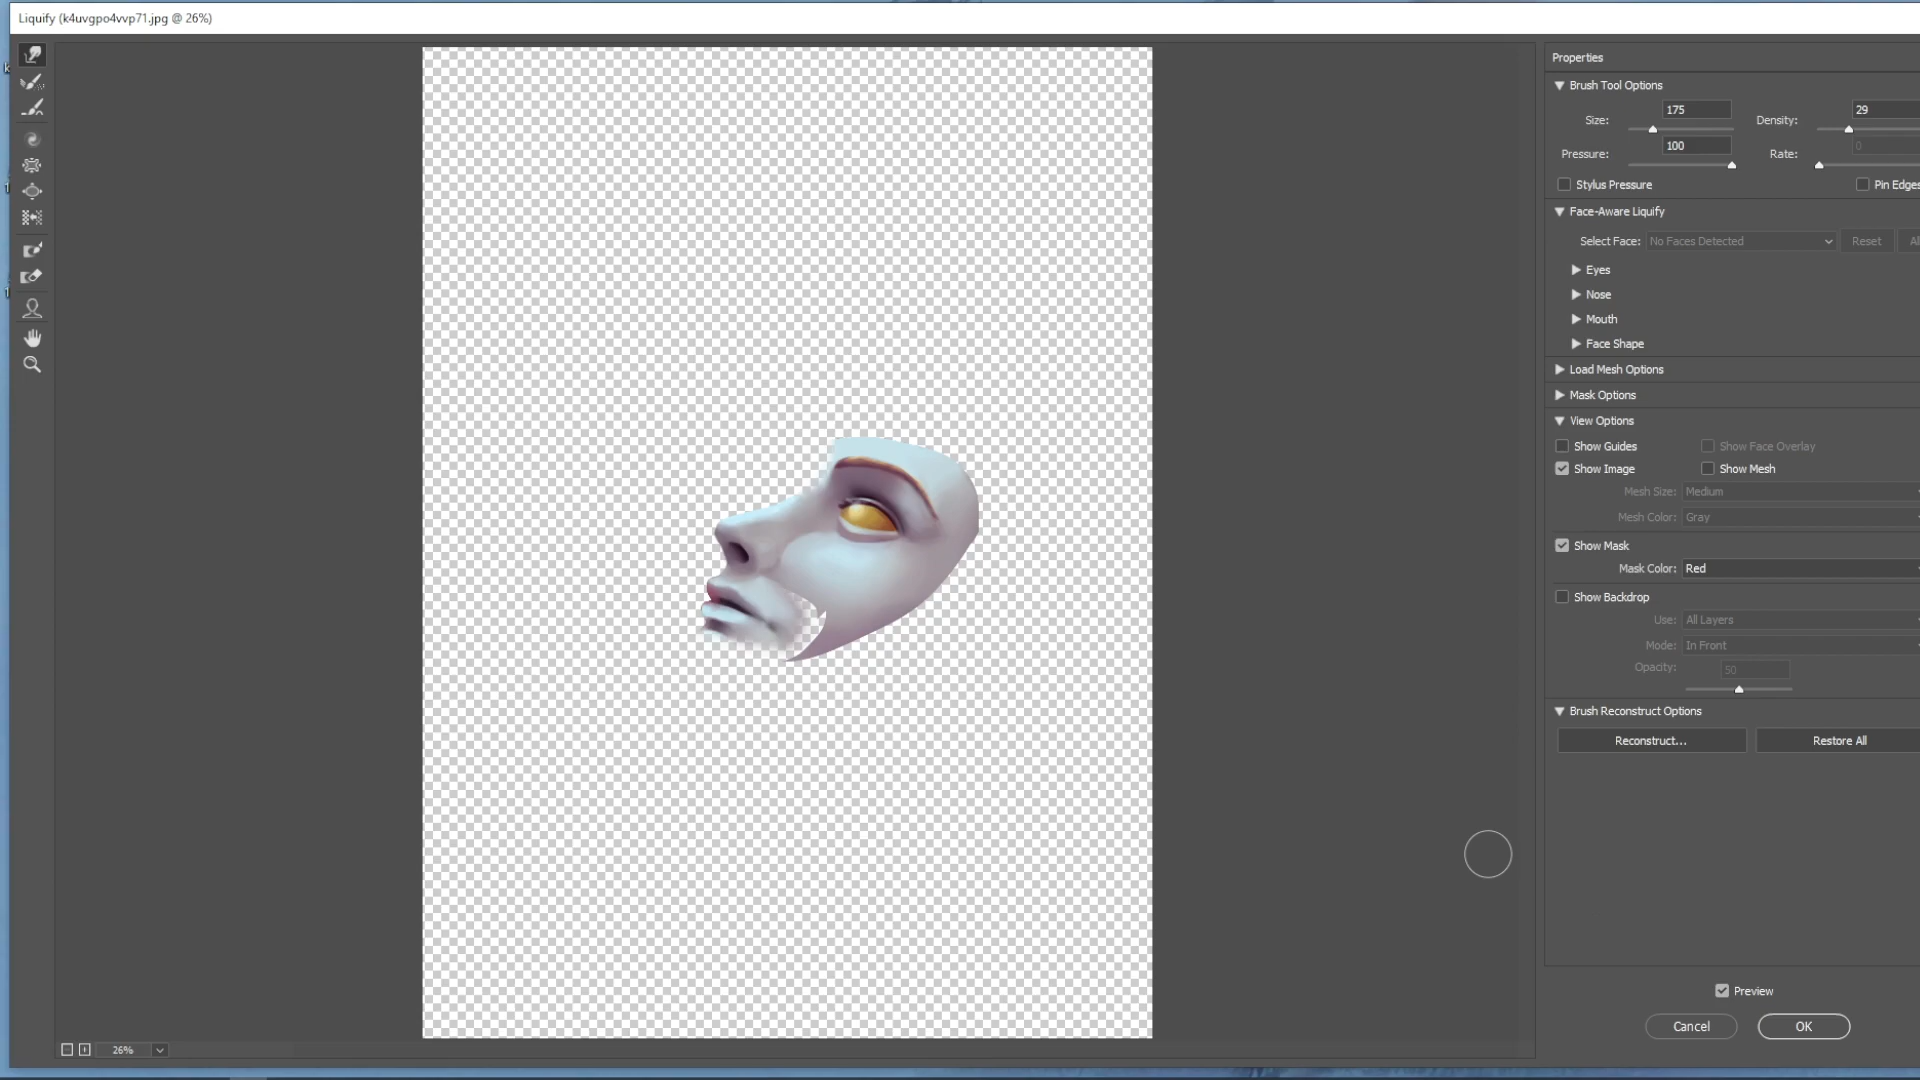 Liquify (k4uvgpo4vvp71.jpg @ 26%)
Properties
Brush Tool Options
Size: 175 Density: 29
Pressure: 100 Rate: 0
Stylus Pressure Pin Edges
Face-Aware Liquify
Select Face: No Faces Detected Reset
Eyes
Nose
Mouth
Face Shape
Load Mesh Options
Mask Options
View Options
Show Guides Show Face Overlay
Show Image Show Mesh
Mesh Size: Medium
Mesh Color: Gray
Show Mask
Mask Color: Red
Show Backdrop
Use: All Layers
Mode: In Front
Opacity: 50
Brush Reconstruct Options
Reconstruct... Restore All
Preview
Cancel OK
26%